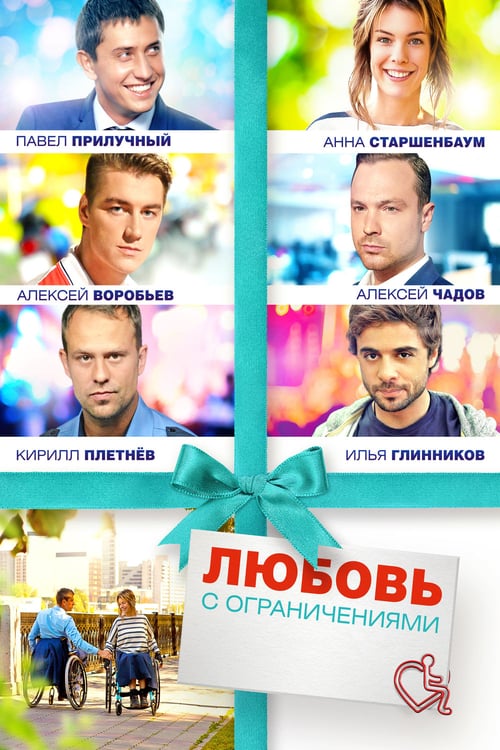 ПАВЕЛ ПРИЛУЧНЫЙ
АННА СТАРШЕНБАУМ
АЛЕКСЕЙ ВОРОБЬЕВ
АЛЕКСЕЙ ЧАДОВ
КИРИЛЛ ПЛЕТНЁВ
ИЛЬЯ ГЛИННИКОВ
ЛЮБОВЬ
С ОГРАНИЧЕНИЯМИ